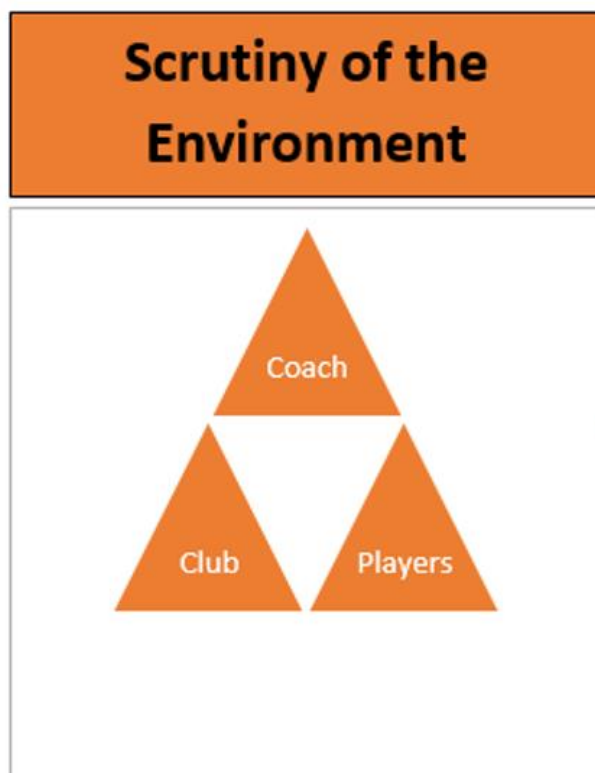 Scrutiny of the
Environment
Coach
Club
Players